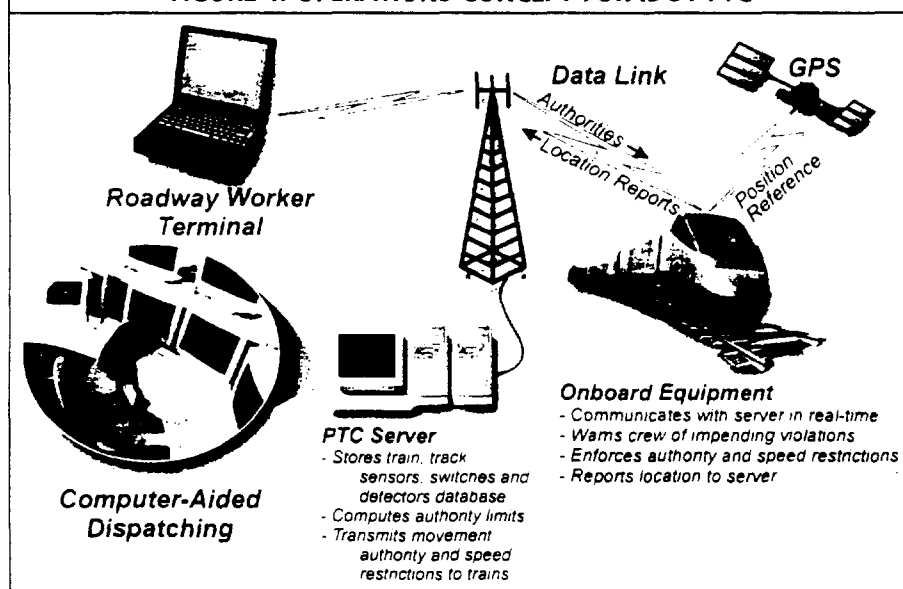 Data Link
GPS
Authorities
Location Reports
Position
Reference
Roadway Worker
Terminal
Computer-Aided
Dispatching
PTC Server
- Stores train, track
sensors, switches and
detectors database
- Computes authority limits
- Transmits movement
authority and speed
restrictions to trains
Onboard Equipment
- Communicates with server in real-time
- Warns crew of impending violations
- Enforces authority and speed restrictions
- Reports location to server